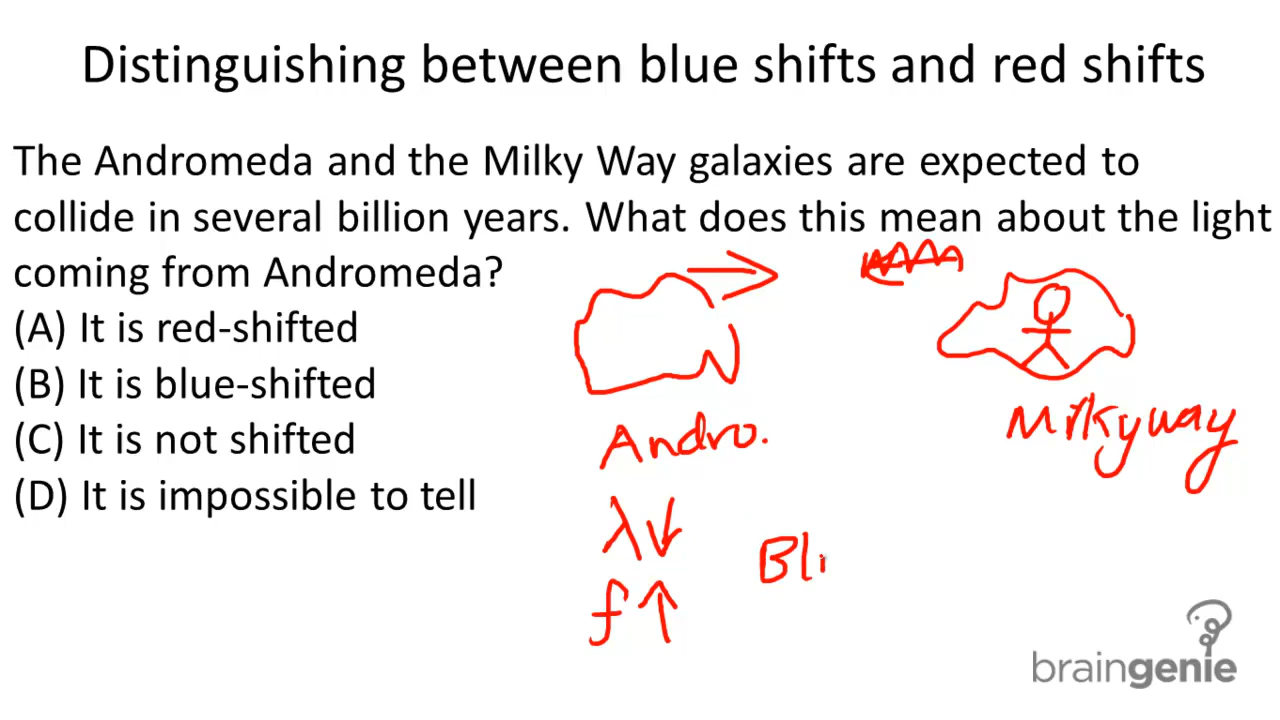 Distinguishing between blue shifts and red shifts
The Andromeda and the Milky Way galaxies are expected to
collide in several billion years. What does this mean about the light
coming from Andromeda?
(A) It is red-shifted
(B) It is blue-shifted
(C) It is not shifted
(D) It is impossible to tell
Andro.
Milkyway
λ↓
f↑
Bli
braingenie